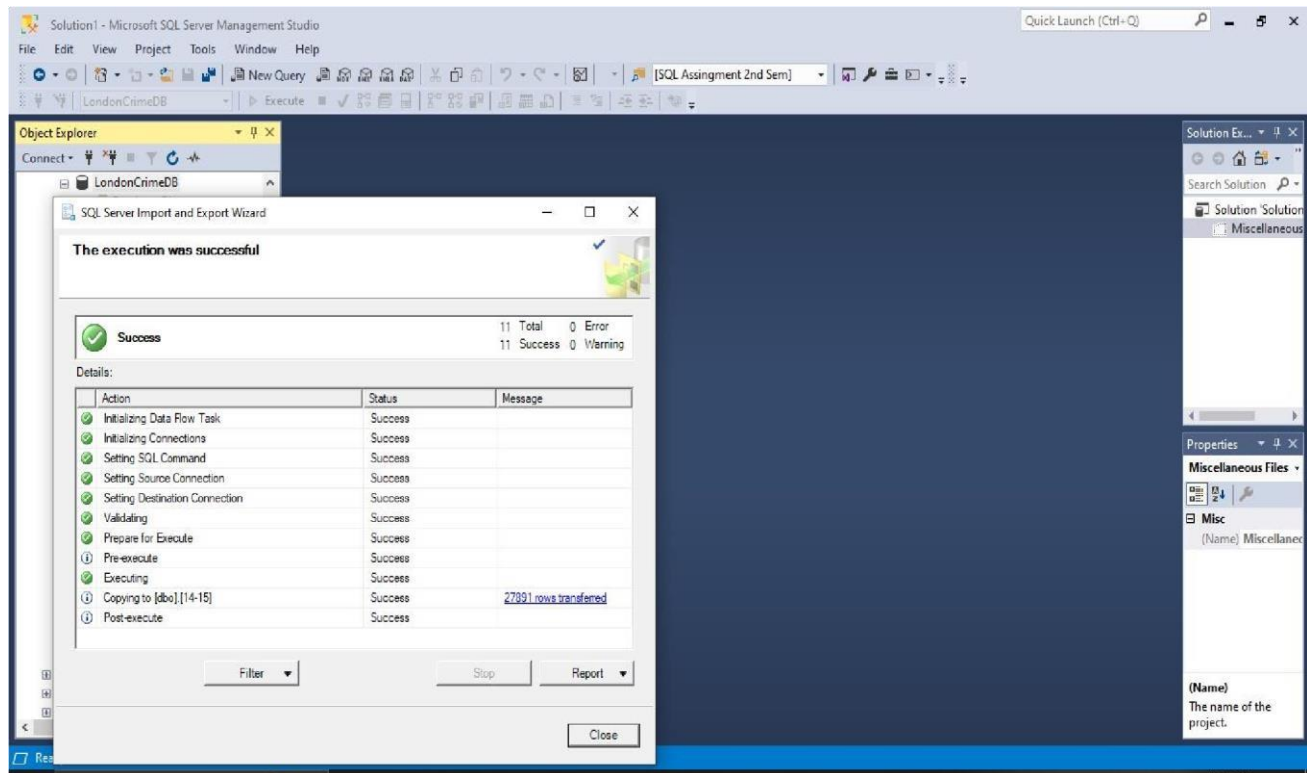 Solution1 - Microsoft SQL Server Management Studio
Quick Launch (Ctrl+Q)
File Edit View Project Tools Window Help
New Query [SQL Assingment 2nd Sem]
LondonCrimeDB Execute
Object Explorer
Connect
LondonCrimeDB
SQL Server Import and Export Wizard
The execution was successful
Success
11 Total 0 Error
11 Success 0 Warning
Details:
Action Status Message
Initializing Data Flow Task Success
Initializing Connections Success
Setting SQL Command Success
Setting Source Connection Success
Setting Destination Connection Success
Validating Success
Prepare for Execute Success
Pre-execute Success
Executing Success
Copying to [dbo].[14-15] Success 27891 rows transferred
Post-execute Success
Filter Stop Report
Close
Solution Ex...
Search Solution
Solution 'Solution
Miscellaneous
Properties
Miscellaneous Files
Misc
(Name) Miscellanec
(Name)
The name of the
project.
Rea